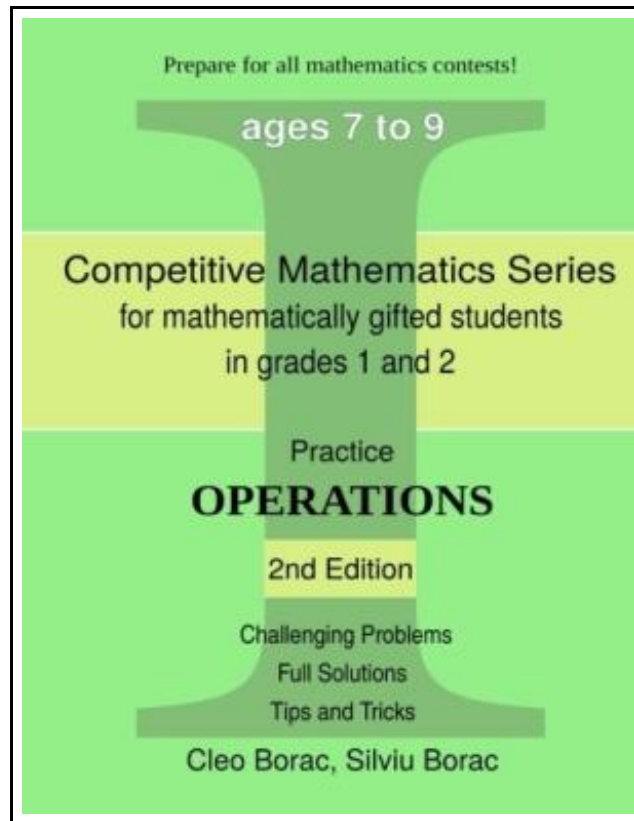 Prepare for all mathematics contests!
ages 7 to 9
Competitive Mathematics Series
for mathematically gifted students
in grades 1 and 2
Practice
OPERATIONS
2nd Edition
Challenging Problems
Full Solutions
Tips and Tricks
Cleo Borac, Silviu Borac